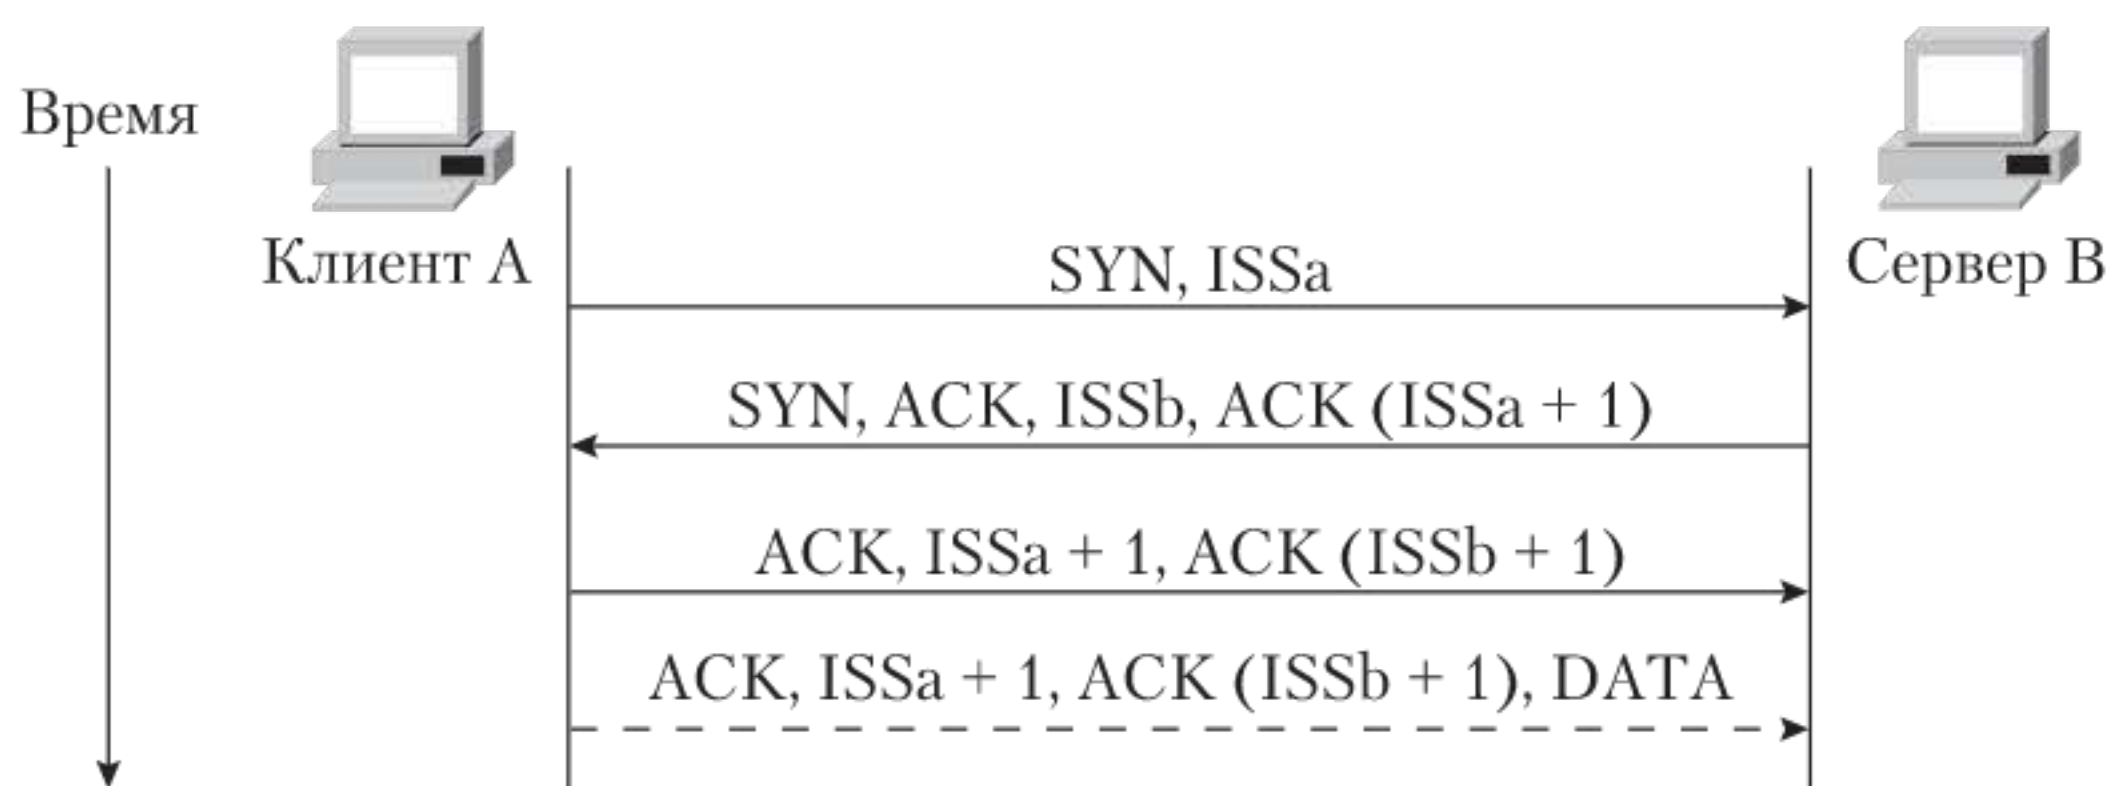 Время
Клиент A
Сервер B
SYN, ISSa
SYN, ACK, ISSb, ACK (ISSa + 1)
ACK, ISSa + 1, ACK (ISSb + 1)
ACK, ISSa + 1, ACK (ISSb + 1), DATA